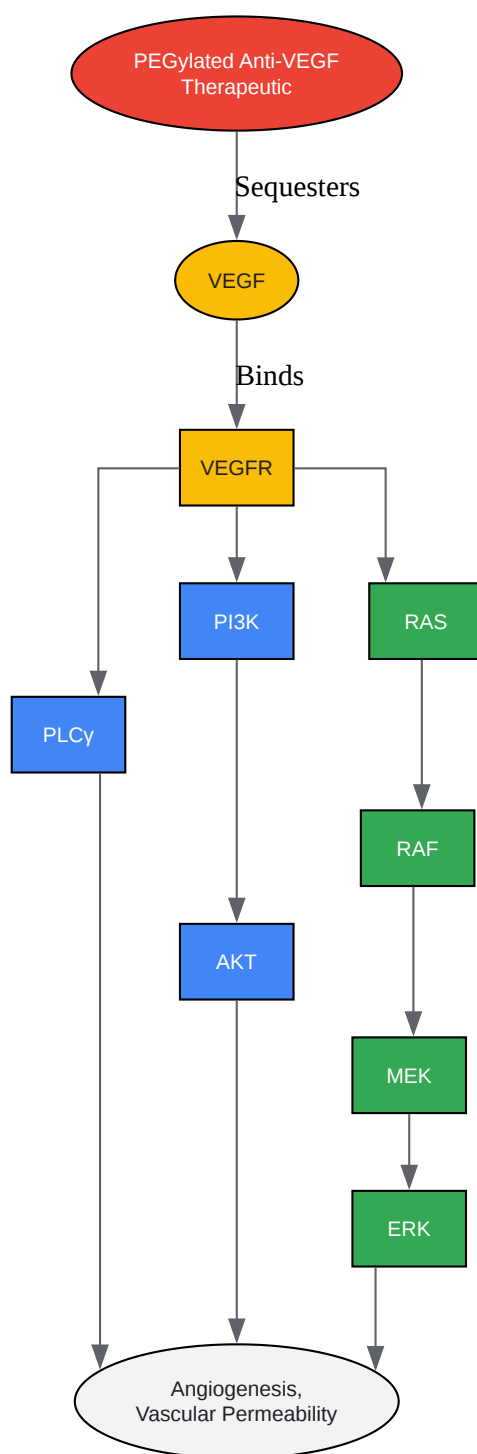 PEGylated Anti-VEGF
Therapeutic
Sequesters
VEGF
Binds
VEGFR
PI3K
RAS
PLCγ
RAF
AKT
MEK
ERK
Angiogenesis,
Vascular Permeability